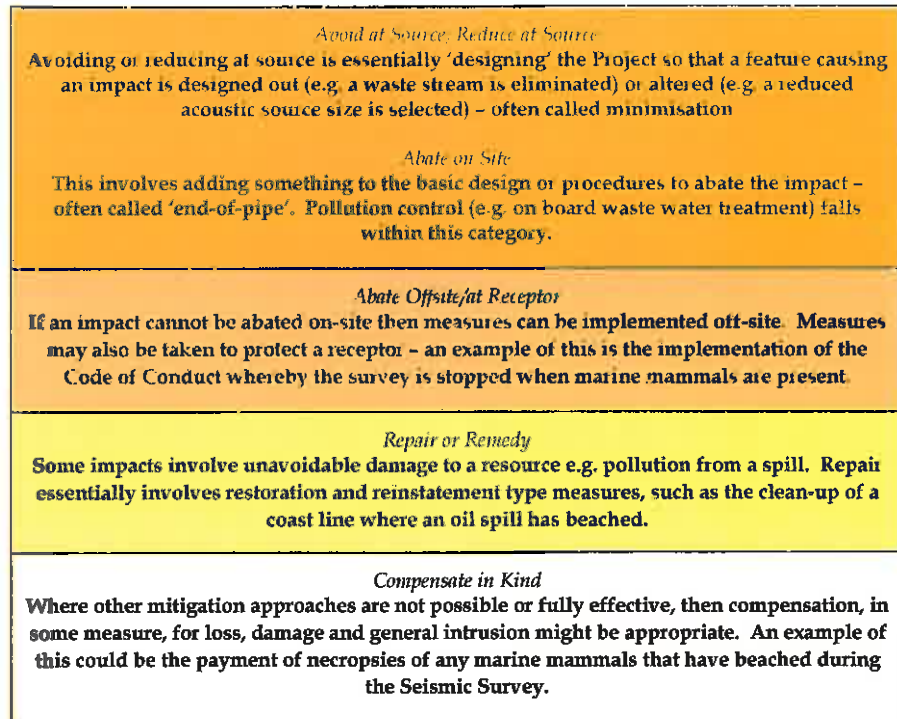 Avoid at Source; Reduce at Source
Avoiding or reducing at source is essentially 'designing' the Project so that a feature causing
an impact is designed out (e.g. a waste stream is eliminated) or altered (e.g. a reduced
acoustic source size is selected) – often called minimisation
Abate on Site
This involves adding something to the basic design or procedures to abate the impact –
often called 'end-of-pipe'. Pollution control (e.g. on board waste water treatment) falls
within this category.
Abate Offsite/at Receptor
If an impact cannot be abated on-site then measures can be implemented off-site. Measures
may also be taken to protect a receptor – an example of this is the implementation of the
Code of Conduct whereby the survey is stopped when marine mammals are present.
Repair or Remedy
Some impacts involve unavoidable damage to a resource e.g. pollution from a spill. Repair
essentially involves restoration and reinstatement type measures, such as the clean-up of a
coast line where an oil spill has beached.
Compensate in Kind
Where other mitigation approaches are not possible or fully effective, then compensation, in
some measure, for loss, damage and general intrusion might be appropriate. An example of
this could be the payment of necropsies of any marine mammals that have beached during
the Seismic Survey.